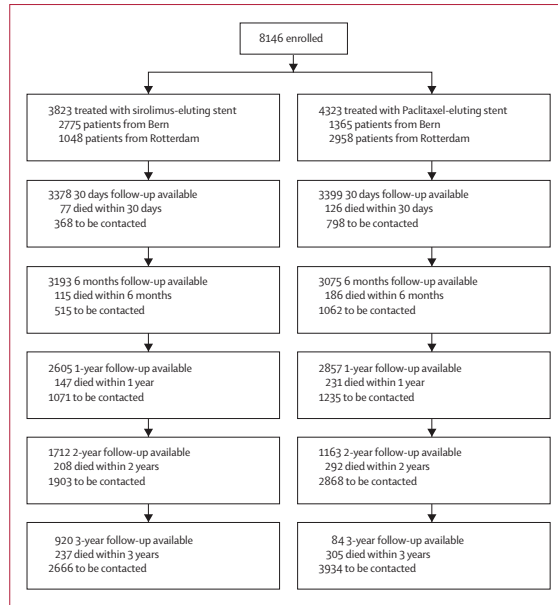 8146 enrolled
3823 treated with sirolimus-eluting stent
2775 patients from Bern
1048 patients from Rotterdam
4323 treated with Paclitaxel-eluting stent
1365 patients from Bern
2958 patients from Rotterdam
3378 30 days follow-up available
77 died within 30 days
368 to be contacted
3399 30 days follow-up available
126 died within 30 days
798 to be contacted
3193 6 months follow-up available
115 died within 6 months
515 to be contacted
3075 6 months follow-up available
186 died within 6 months
1062 to be contacted
2605 1-year follow-up available
147 died within 1 year
1071 to be contacted
2857 1-year follow-up available
231 died within 1 year
1235 to be contacted
1712 2-year follow-up available
208 died within 2 years
1903 to be contacted
1163 2-year follow-up available
292 died within 2 years
2868 to be contacted
920 3-year follow-up available
237 died within 3 years
2666 to be contacted
84 3-year follow-up available
305 died within 3 years
3934 to be contacted